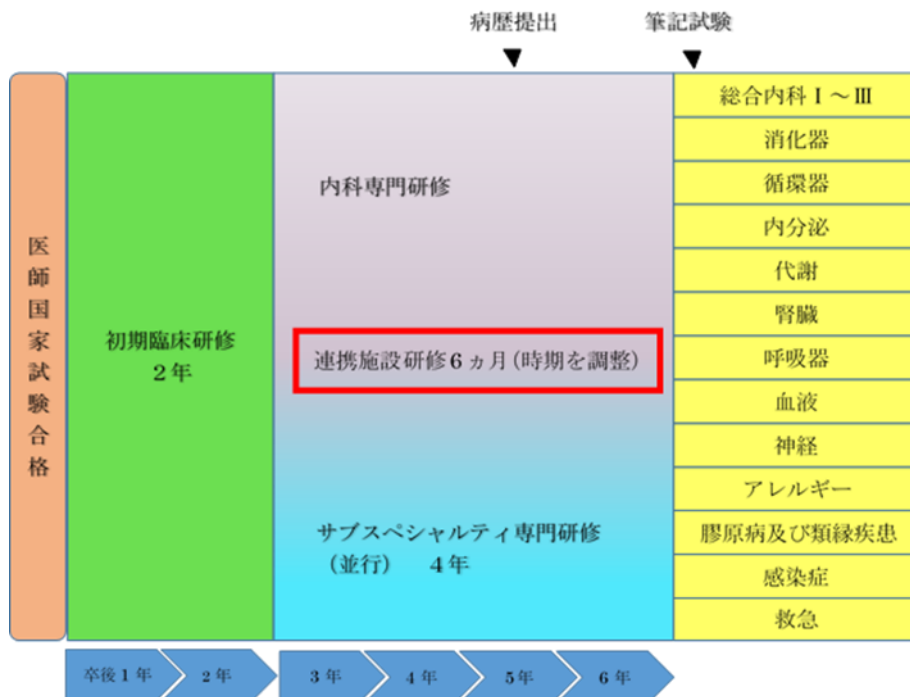 病歴提出
筆記試験
医師国家試験合格
初期臨床研修
2年
内科専門研修
連携施設研修6ヵ月(時期を調整)
サブスペシャルティ専門研修
(並行) 4年
総合内科Ⅰ～Ⅲ
消化器
循環器
内分泌
代謝
腎臓
呼吸器
血液
神経
アレルギー
膠原病及び類縁疾患
感染症
救急
卒後1年
2年
3年
4年
5年
6年